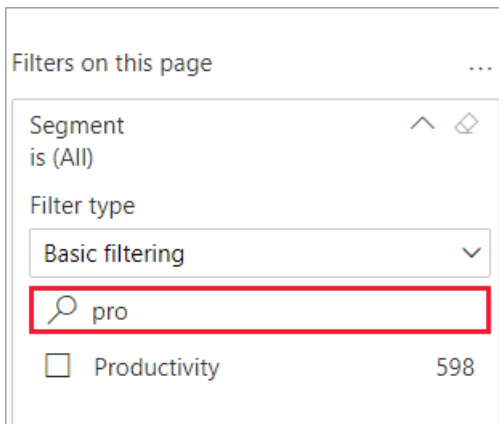 Filters on this page ...
Segment
is (All)
Filter type
Basic filtering
pro
Productivity 598